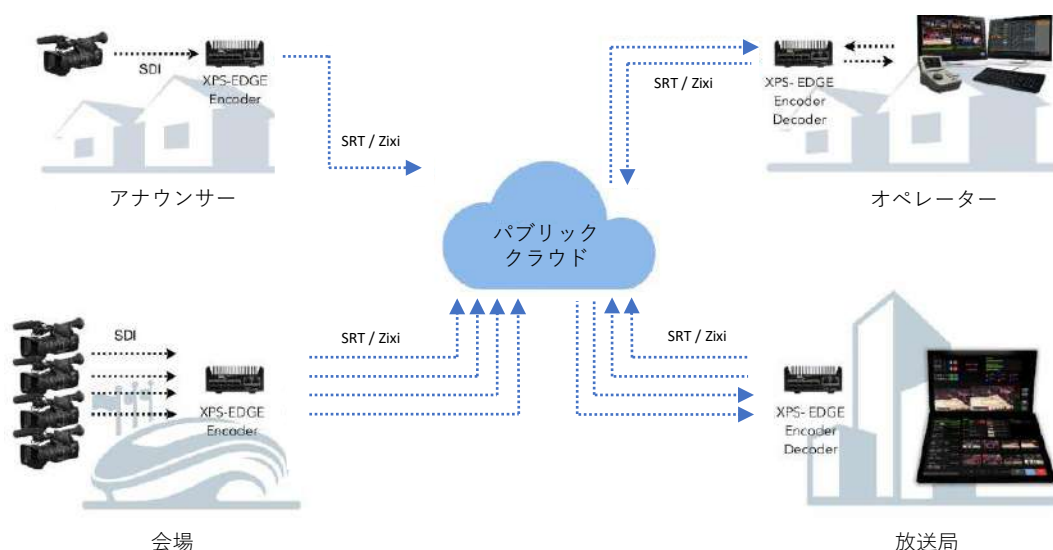 SDI
XPS-EDGE
Encoder
SRT / Zixi
アナウンサー
SRT / Zixi
XPS- EDGE
Encoder
Decoder
オペレーター
パブリック
クラウド
SDI
XPS-EDGE
Encoder
SRT / Zixi
会場
SRT / Zixi
XPS- EDGE
Encoder
Decoder
放送局